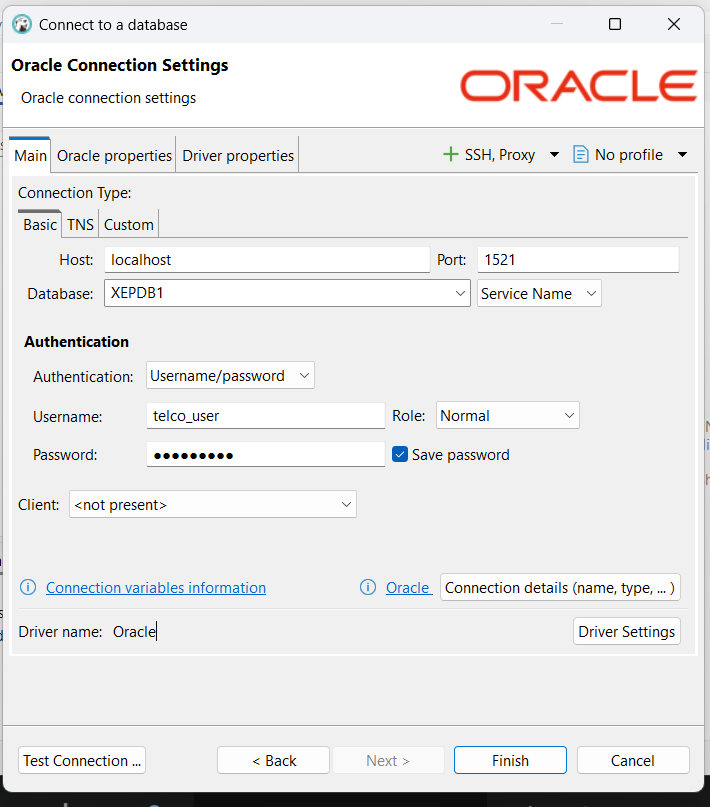 Connect to a database
Oracle Connection Settings
Oracle connection settings
ORACLE
Main Oracle properties Driver properties SSH, Proxy No profile
Connection Type:
Basic TNS Custom
Host: localhost Port: 1521
Database: XEPDB1 Service Name
Authentication
Authentication: Username/password
Username: telco_user Role: Normal
Password: ●●●●●●●●● Save password
Client: <not present>
Connection variables information Oracle Connection details (name, type, ... )
Driver name: Oracle Driver Settings
Test Connection ... < Back Next > Finish Cancel